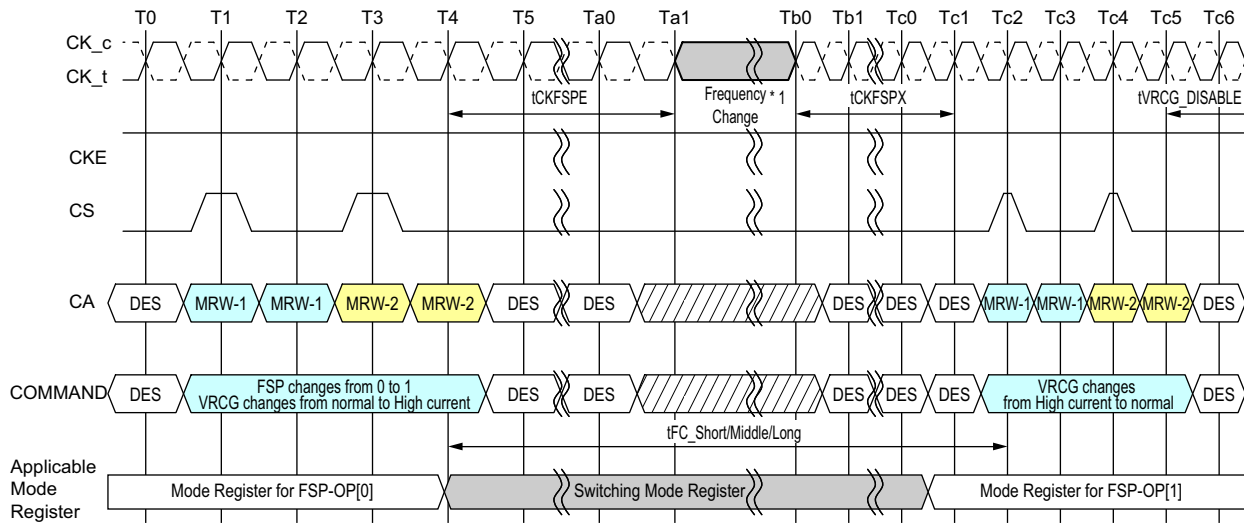 T0 T1 T2 T3 T4 T5 Ta0 Ta1 Tb0 Tb1 Tc0 Tc1 Tc2 Tc3 Tc4 Tc5 Tc6
CK_c
CK_t
tCKFSPE Frequency * 1 tCKFSPX tVRCG_DISABLE
Change
CKE
CS
CA DES MRW-1 MRW-1 MRW-2 MRW-2 DES DES DES DES DES MRW-1 MRW-1 MRW-2 MRW-2 DES
COMMAND DES FSP changes from 0 to 1 DES DES DES DES DES VRCG changes DES
VRCG changes from normal to High current from High current to normal
tFC_Short/Middle/Long
Applicable
Mode Mode Register for FSP-OP[0] Switching Mode Register Mode Register for FSP-OP[1]
Register